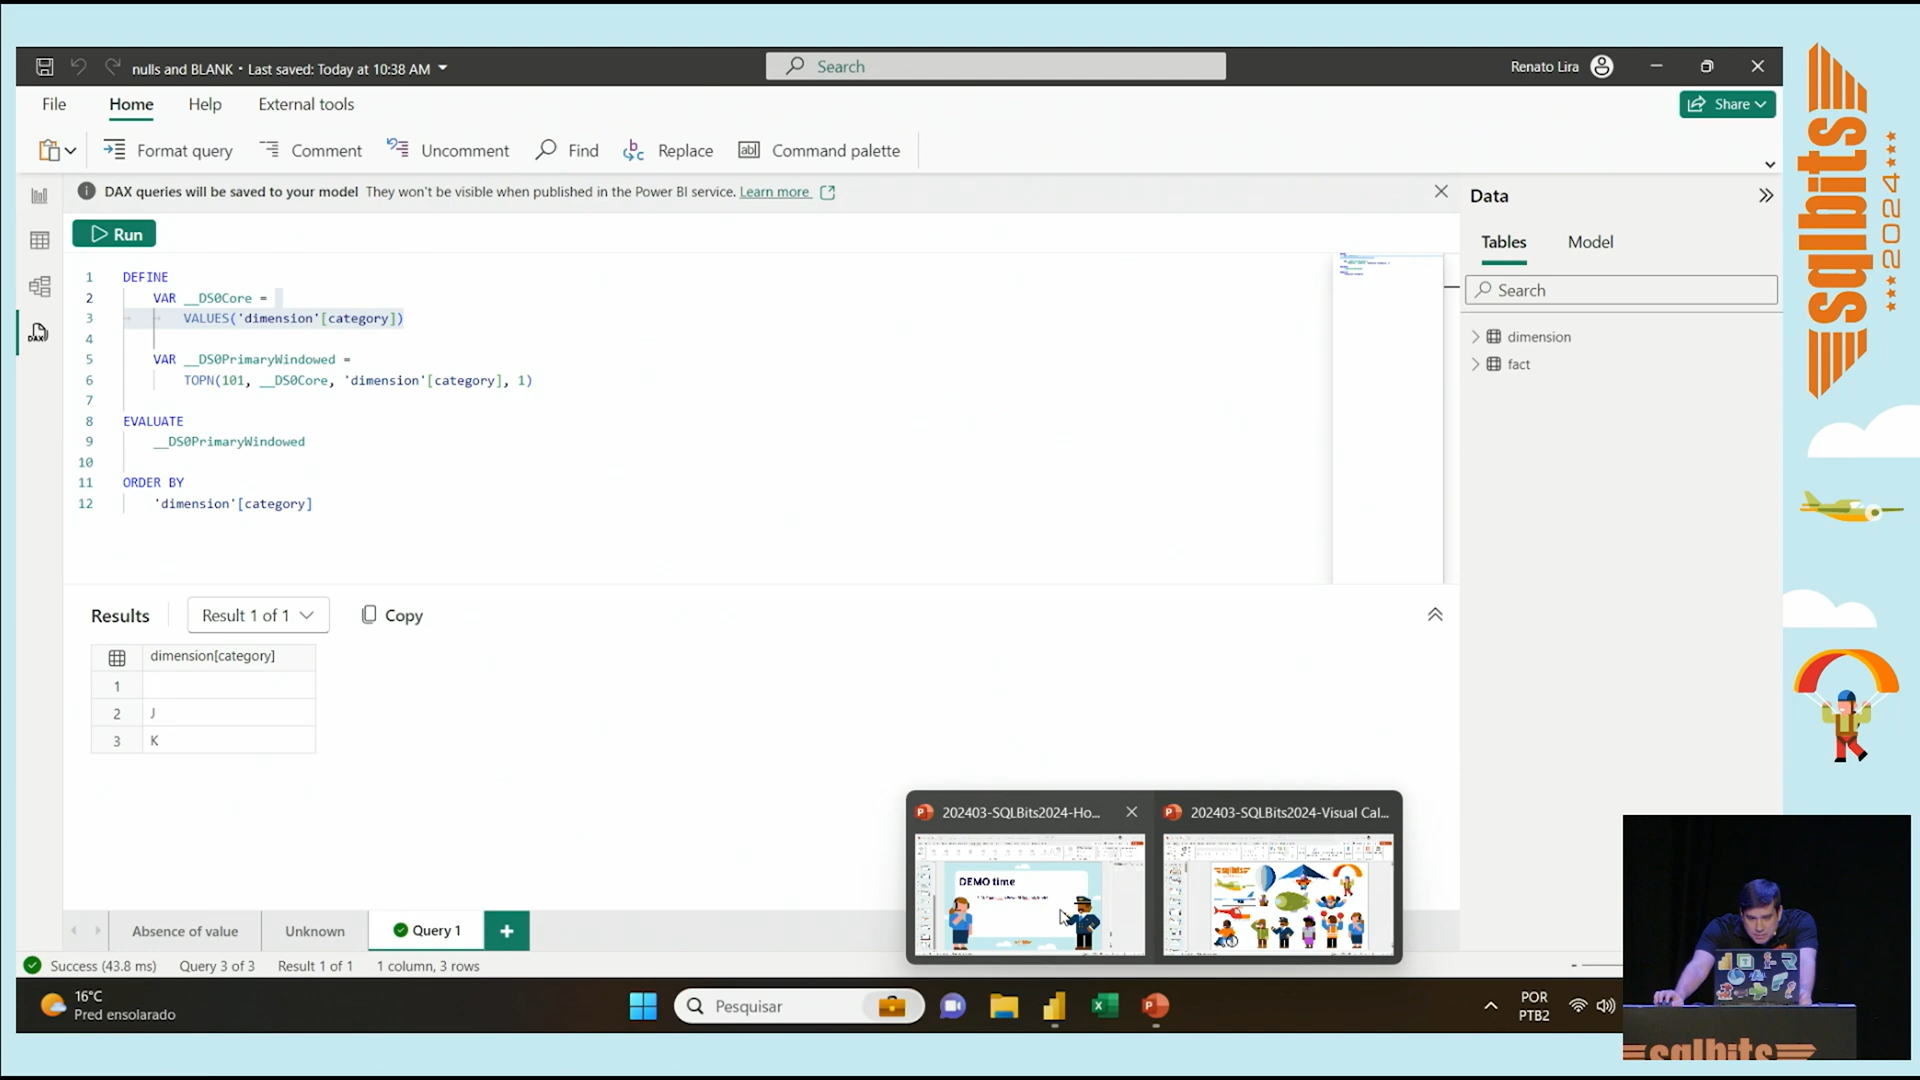 nulls and BLANK • Last saved: Today at 10:38 AM
Search
Renato Lira
File
Home
Help
External tools
Share
Format query
Comment
Uncomment
Find
Replace
Command palette
DAX queries will be saved to your model They won't be visible when published in the Power BI service. Learn more
Run
1 DEFINE
2 VAR __DS0Core =
3 VALUES('dimension'[category])
4
5 VAR __DS0PrimaryWindowed =
6 TOPN(101, __DS0Core, 'dimension'[category], 1)
7
8 EVALUATE
9 __DS0PrimaryWindowed
10
11 ORDER BY
12 'dimension'[category]
Data
Tables
Model
Search
dimension
fact
Results
Result 1 of 1
Copy
dimension[category]
1
2 J
3 K
202403-SQLBits2024-Ho...
202403-SQLBits2024-Visual Cal...
DEMO time
Absence of value
Unknown
Query 1
Success (43.8 ms)
Query 3 of 3
Result 1 of 1
1 column, 3 rows
16°C
Pred ensolarado
Pesquisar
POR
PTB2
sqlbits
2024
sqlbits